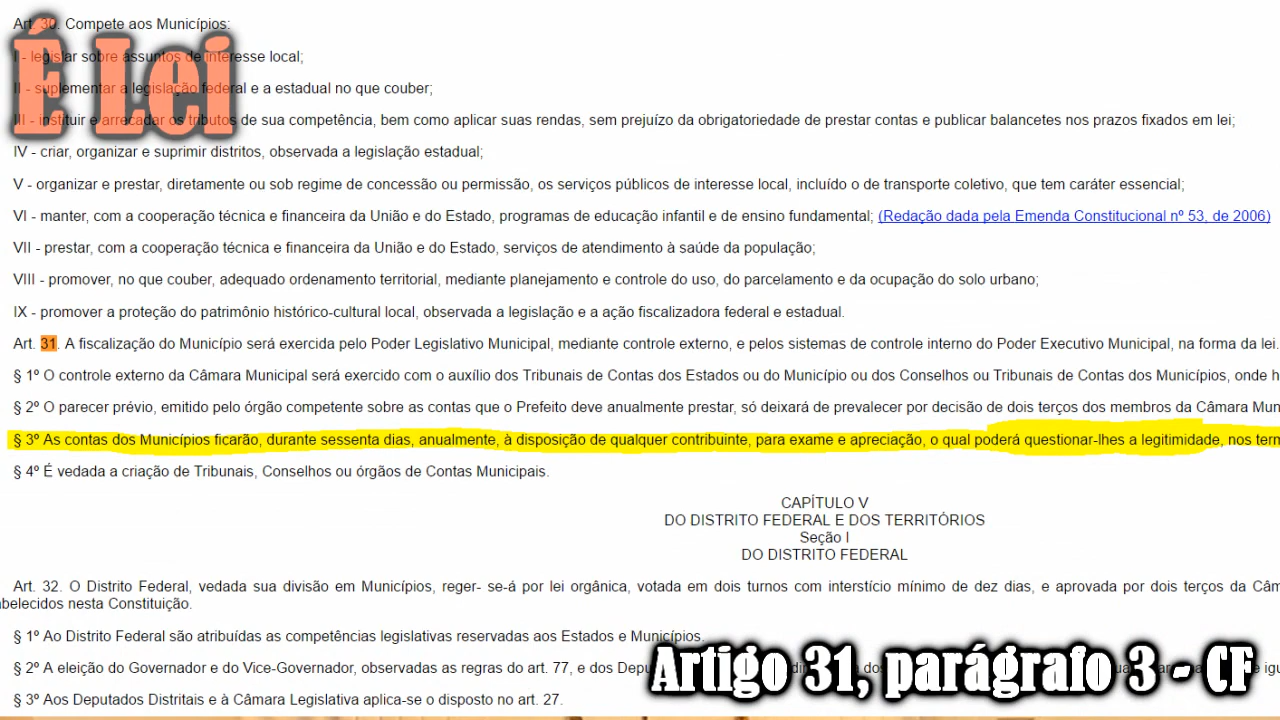 Art. 30. Compete aos Municípios:
É Lei
I - legislar sobre assuntos de interesse local;
II - suplementar a legislação federal e a estadual no que couber;
III - instituir e arrecadar os tributos de sua competência, bem como aplicar suas rendas, sem prejuízo da obrigatoriedade de prestar contas e publicar balancetes nos prazos fixados em lei;
IV - criar, organizar e suprimir distritos, observada a legislação estadual;
V - organizar e prestar, diretamente ou sob regime de concessão ou permissão, os serviços públicos de interesse local, incluído o de transporte coletivo, que tem caráter essencial;
VI - manter, com a cooperação técnica e financeira da União e do Estado, programas de educação infantil e de ensino fundamental; (Redação dada pela Emenda Constitucional nº 53, de 2006)
VII - prestar, com a cooperação técnica e financeira da União e do Estado, serviços de atendimento à saúde da população;
VIII - promover, no que couber, adequado ordenamento territorial, mediante planejamento e controle do uso, do parcelamento e da ocupação do solo urbano;
IX - promover a proteção do patrimônio histórico-cultural local, observada a legislação e a ação fiscalizadora federal e estadual.
Art. 31. A fiscalização do Município será exercida pelo Poder Legislativo Municipal, mediante controle externo, e pelos sistemas de controle interno do Poder Executivo Municipal, na forma da lei.
§ 1º O controle externo da Câmara Municipal será exercido com o auxílio dos Tribunais de Contas dos Estados ou do Município ou dos Conselhos ou Tribunais de Contas dos Municípios, onde h
§ 2º O parecer prévio, emitido pelo órgão competente sobre as contas que o Prefeito deve anualmente prestar, só deixará de prevalecer por decisão de dois terços dos membros da Câmara Mun
§ 3º As contas dos Municípios ficarão, durante sessenta dias, anualmente, à disposição de qualquer contribuinte, para exame e apreciação, o qual poderá questionar-lhes a legitimidade, nos term
§ 4º É vedada a criação de Tribunais, Conselhos ou órgãos de Contas Municipais.
CAPÍTULO V
DO DISTRITO FEDERAL E DOS TERRITÓRIOS
Seção I
DO DISTRITO FEDERAL
Art. 32. O Distrito Federal, vedada sua divisão em Municípios, reger- se-á por lei orgânica, votada em dois turnos com interstício mínimo de dez dias, e aprovada por dois terços da Câm
abelecidos nesta Constituição.
§ 1º Ao Distrito Federal são atribuídas as competências legislativas reservadas aos Estados e Municípios.
§ 2º A eleição do Governador e do Vice-Governador, observadas as regras do art. 77, e dos Depu
Artigo 31, parágrafo 3 - CF
§ 3º Aos Deputados Distritais e à Câmara Legislativa aplica-se o disposto no art. 27.